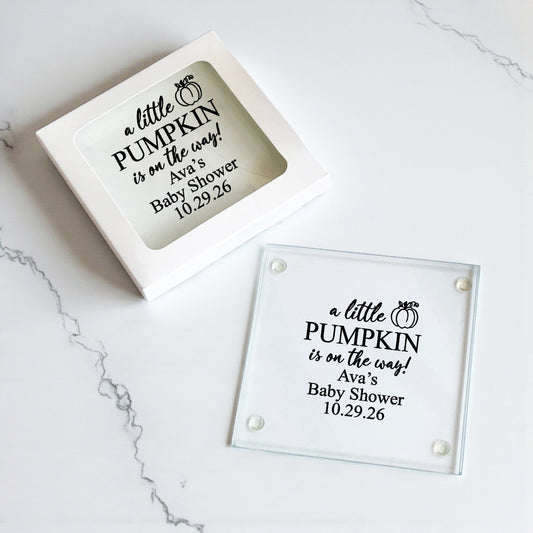 a little
PUMPKIN
is on the way!
Ava's
Baby Shower
10.29.26
a little
PUMPKIN
is on the way!
Ava's
Baby Shower
10.29.26